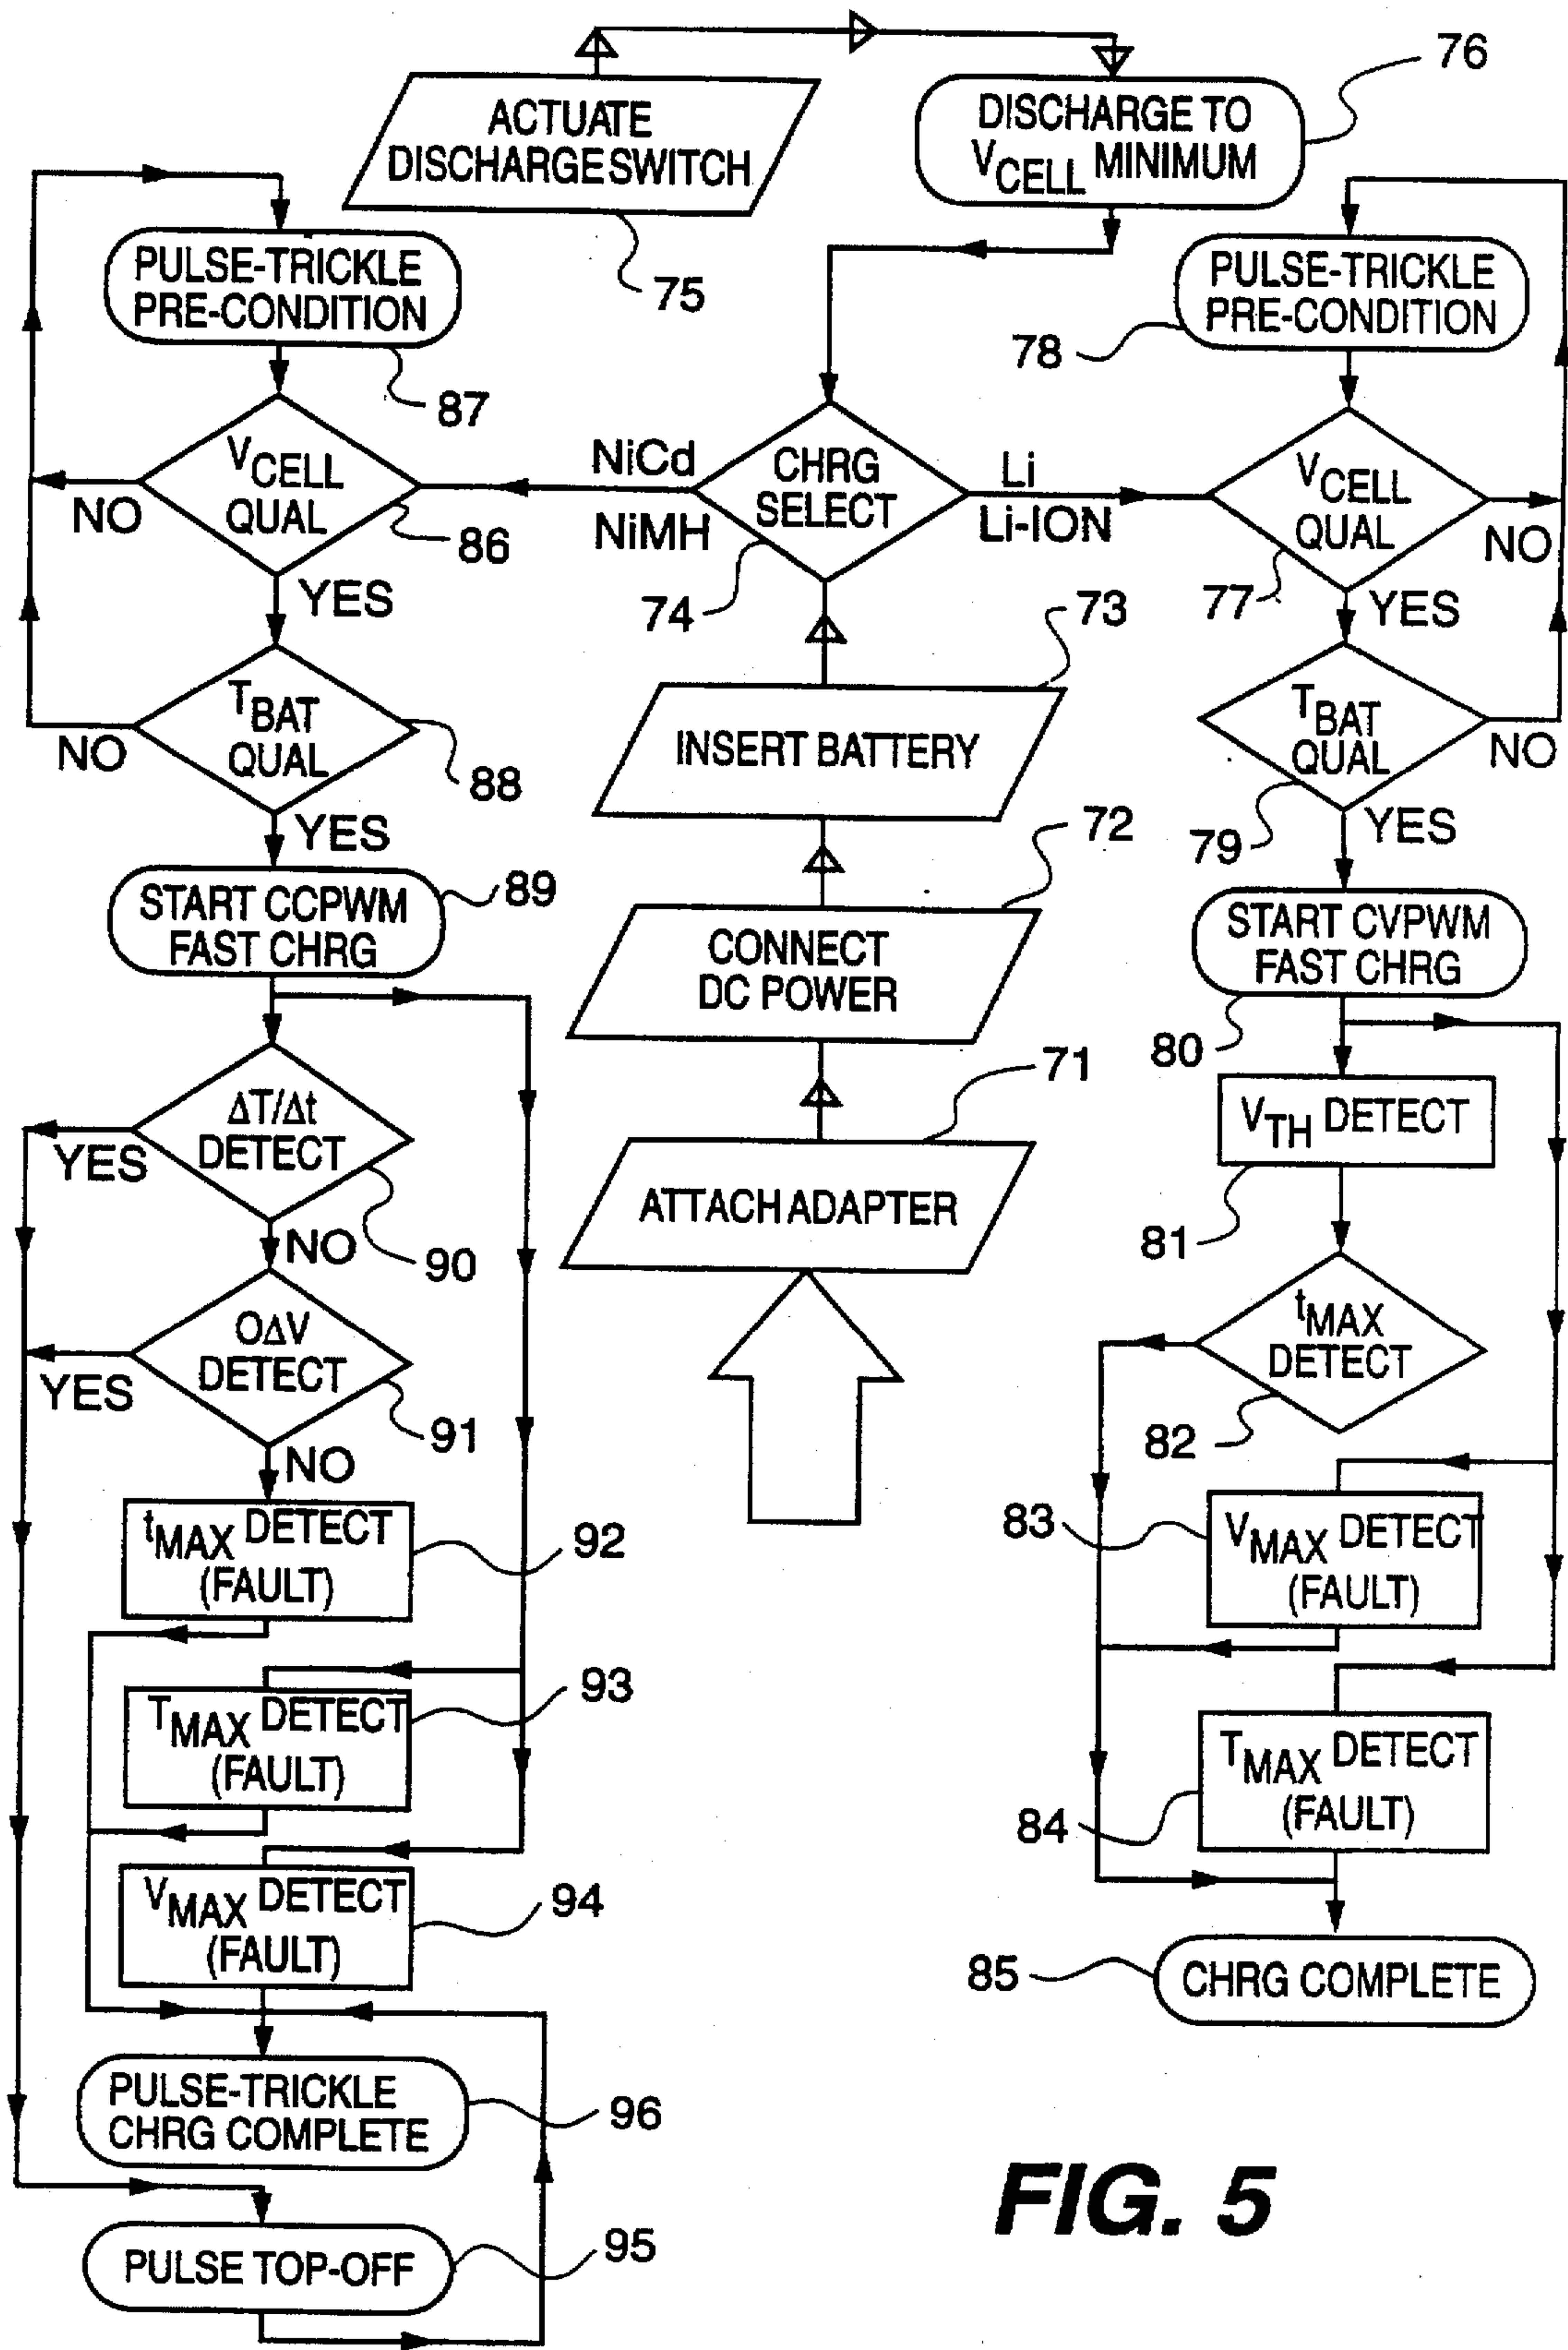 ACTUATE
DISCHARGE SWITCH
75
DISCHARGE TO
VCELL MINIMUM
76
PULSE-TRICKLE
PRE-CONDITION
87
PULSE-TRICKLE
PRE-CONDITION
78
VCELL
QUAL
NO
86
YES
NiCd
NiMH
CHRG
SELECT
74
Li
Li-ION
VCELL
QUAL
NO
77
YES
TBAT
QUAL
NO
88
YES
INSERT BATTERY
73
TBAT
QUAL
NO
79
YES
START CCPWM
FAST CHRG
89
CONNECT
DC POWER
72
START CVPWM
FAST CHRG
80
ΔT/Δt
DETECT
YES
90
NO
ATTACH ADAPTER
71
VTH DETECT
81
OΔV
DETECT
YES
91
NO
tMAX
DETECT
82
tMAX DETECT
(FAULT)
92
VMAX DETECT
(FAULT)
83
TMAX DETECT
(FAULT)
93
TMAX DETECT
(FAULT)
84
VMAX DETECT
(FAULT)
94
CHRG COMPLETE
85
PULSE-TRICKLE
CHRG COMPLETE
96
PULSE TOP-OFF
95
FIG. 5